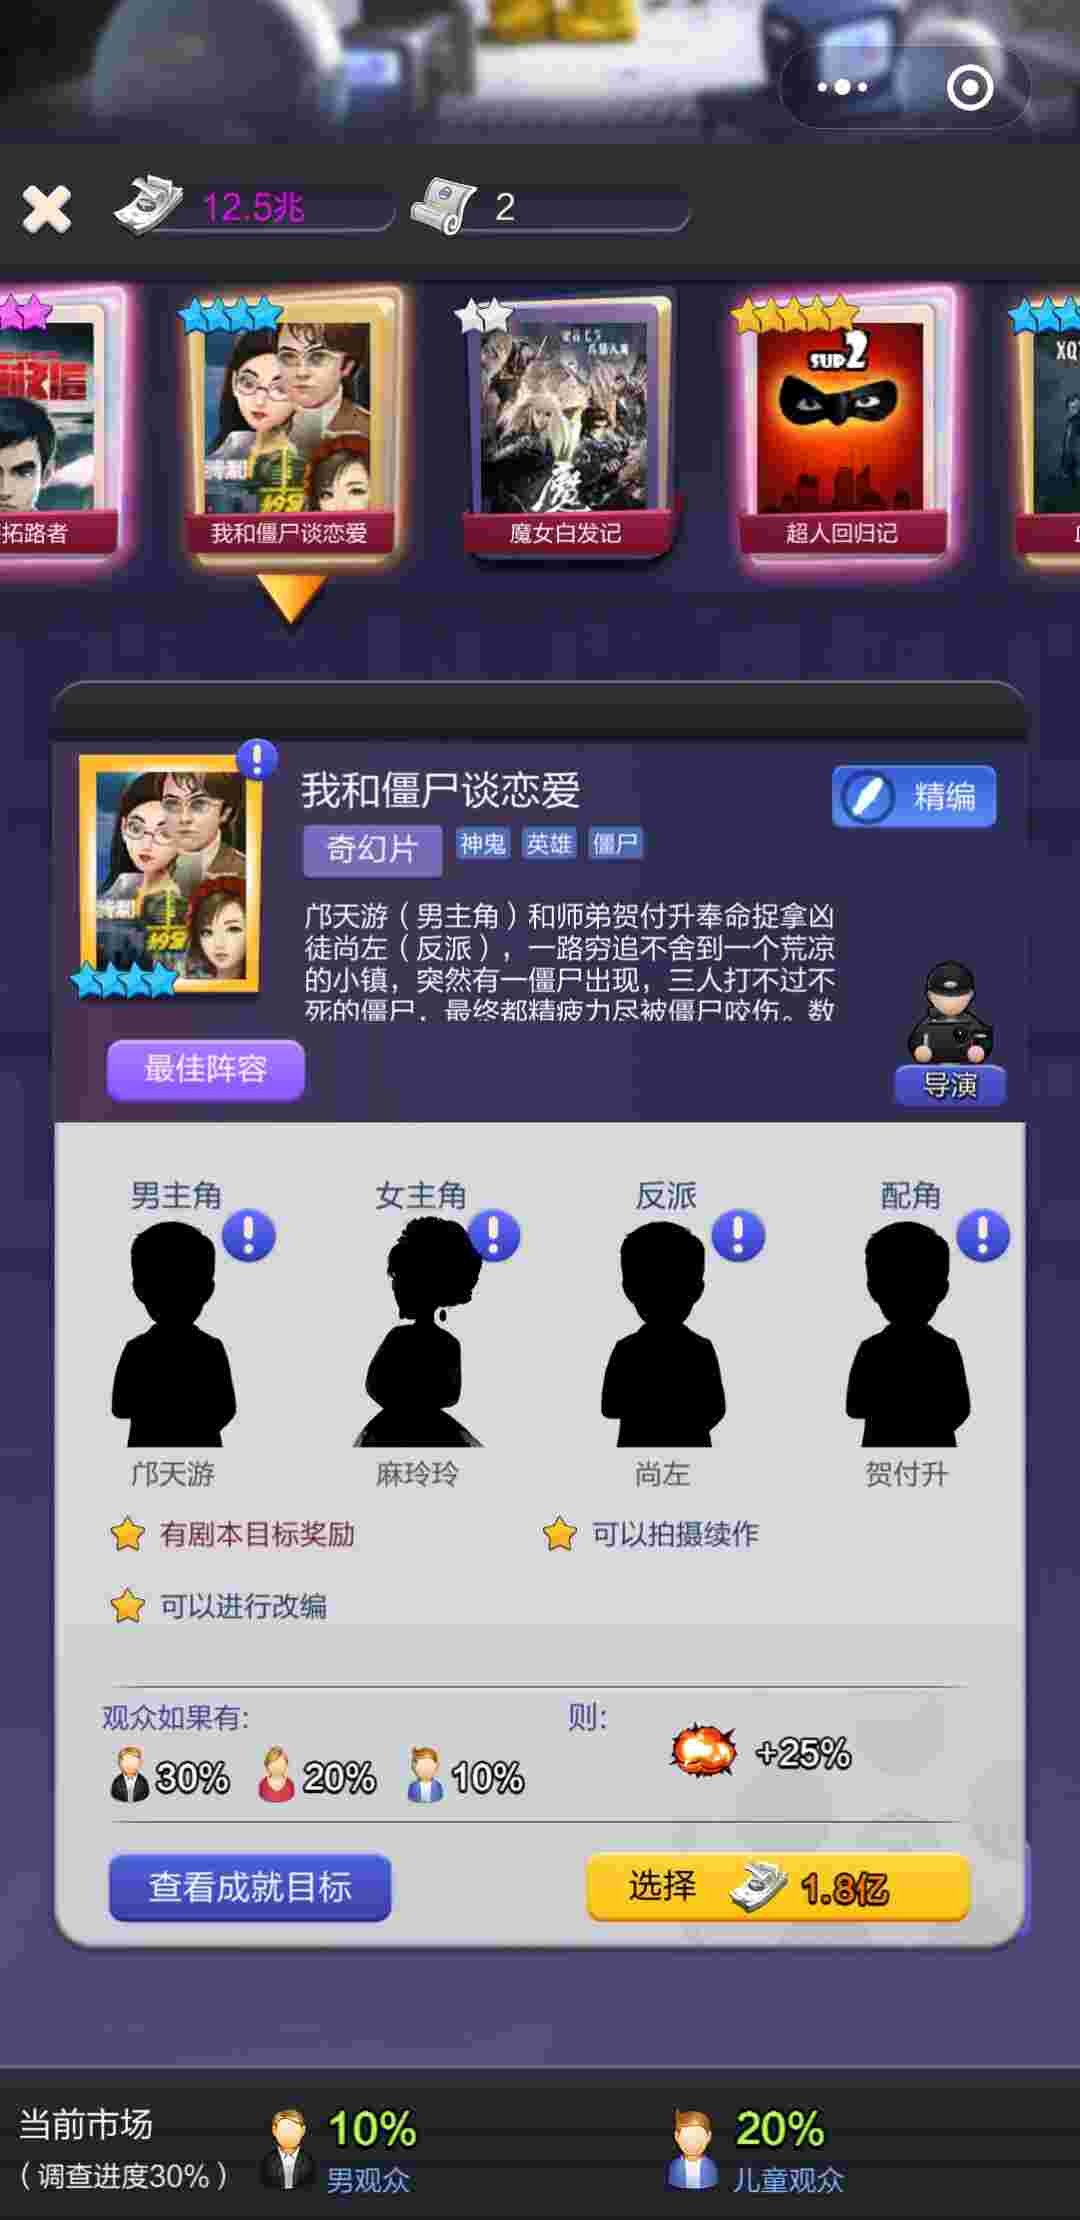 12.5兆
2
拓路者
我和僵尸谈恋爱
魔
魔女白发记
SUP2
超人回归记
XQ
我和僵尸谈恋爱
精编
奇幻片
神鬼
英雄
僵尸
邝天游（男主角）和师弟贺付升奉命捉拿凶
徒尚左（反派），一路穷追不舍到一个荒凉
的小镇，突然有一僵尸出现，三人打不过不
死的僵尸，最终都精疲力尽被僵尸咬伤。数
最佳阵容
导演
男主角
女主角
反派
配角
邝天游
麻玲玲
尚左
贺付升
有剧本目标奖励
可以拍摄续作
可以进行改编
观众如果有:
则:
30%
20%
10%
+25%
查看成就目标
选择
1.8亿
当前市场
（调查进度30%）
10%
男观众
20%
儿童观众